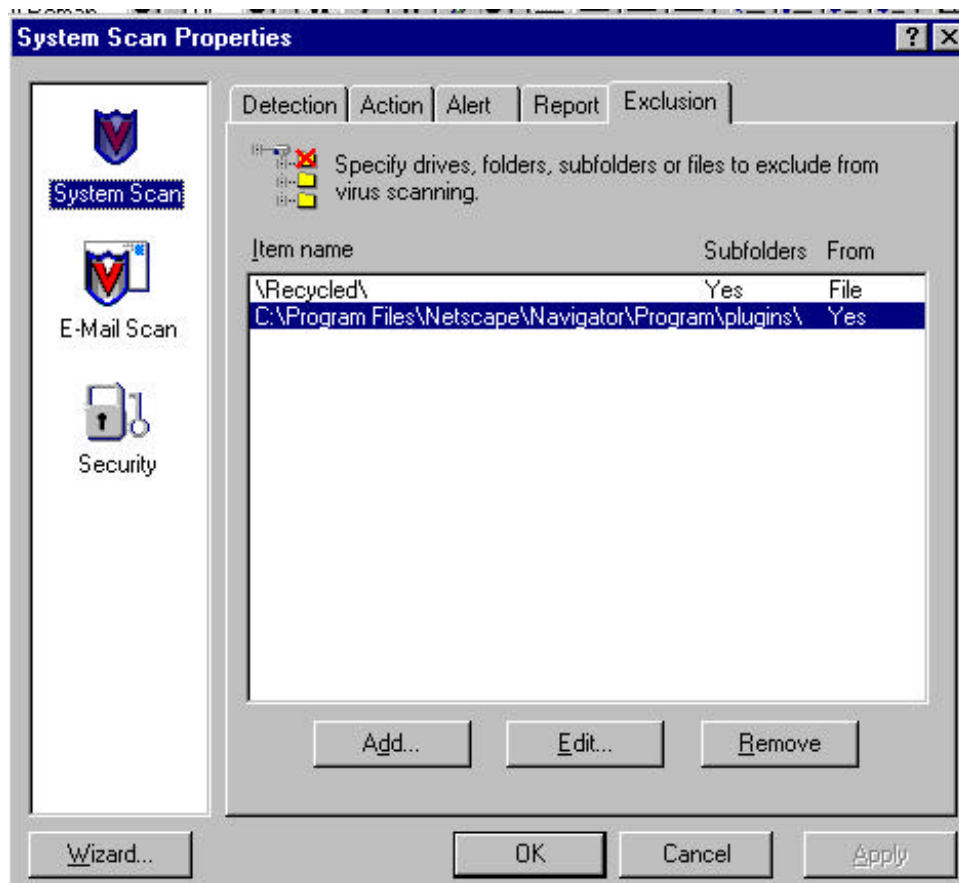 System Scan Properties
System Scan
E-Mail Scan
Security
Detection Action Alert Report Exclusion
Specify drives, folders, subfolders or files to exclude from
virus scanning.
Item name Subfolders From
\Recycled\ Yes File
C:\Program Files\Netscape\Navigator\Program\plugins\ Yes
Add... Edit... Remove
Wizard... OK Cancel Apply